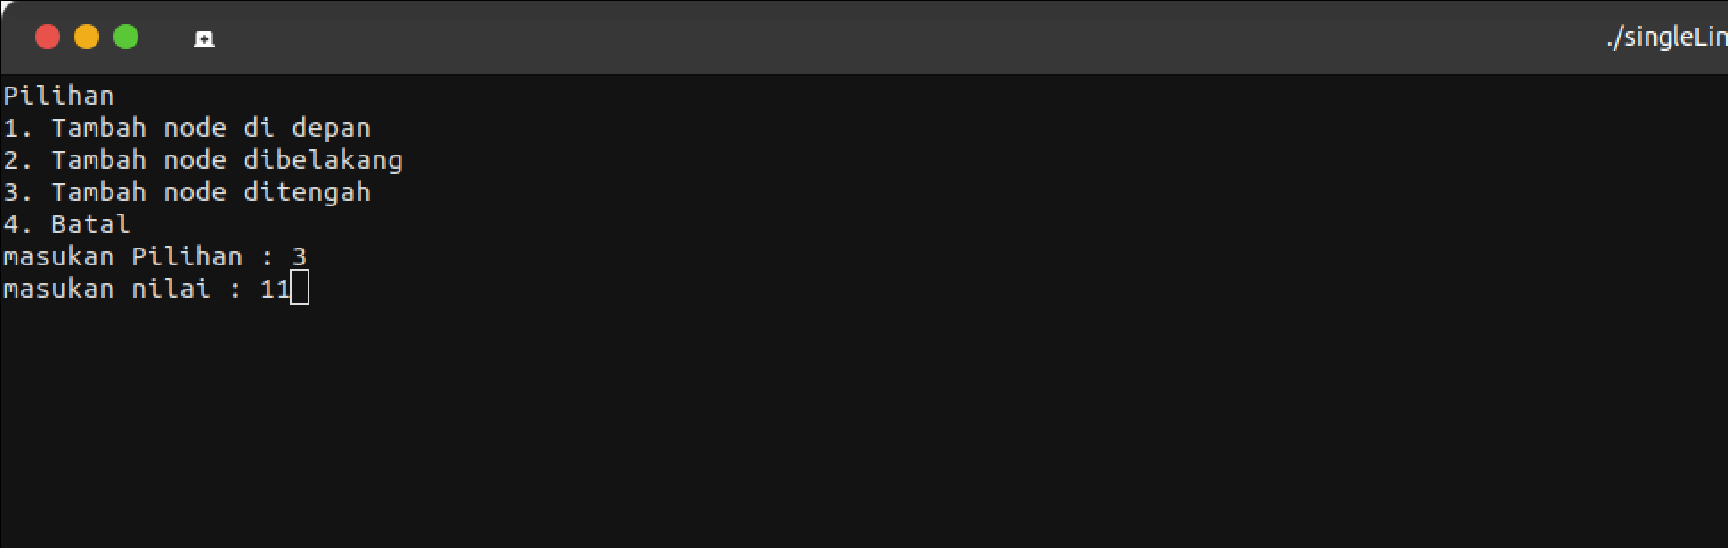 ./singleLin
Pilihan
1. Tambah node di depan
2. Tambah node dibelakang
3. Tambah node ditengah
4. Batal
masukan Pilihan : 3
masukan nilai : 11